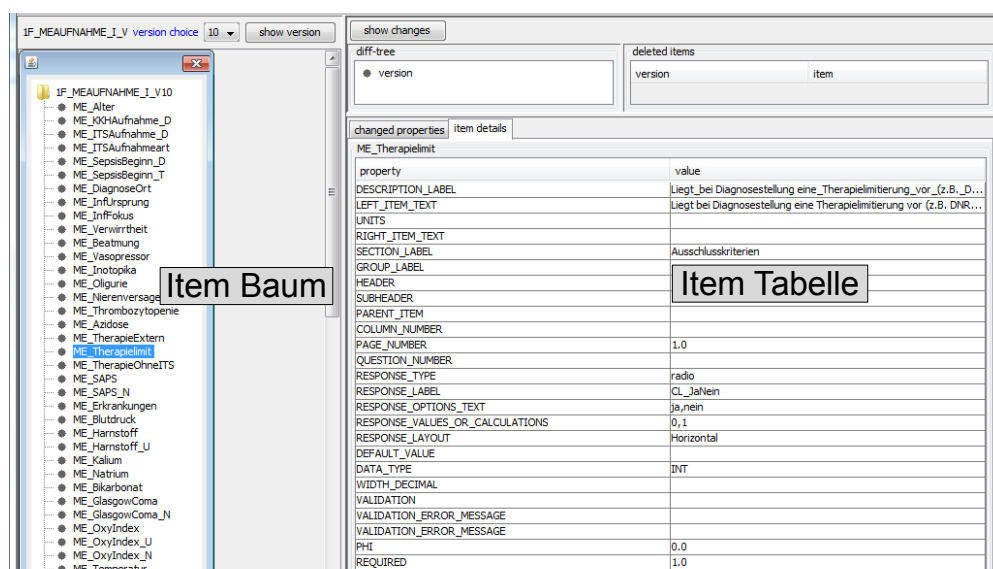 1F_MEAUFNAHME_I_V version choice 10 show version
1F_MEAUFNAHME_I_V10
ME_Alter
ME_KKHAufnahme_D
ME_ITSAufnahme_D
ME_ITSAufnahmeart
ME_SepsisBeginn_D
ME_SepsisBeginn_T
ME_DiagnoseOrt
ME_InfUrsprung
ME_InfFokus
ME_Verwirrtheit
ME_Beatmung
ME_Vasopressor
ME_Inotopika
ME_Oligurie
ME_Nierenversage
ME_Thrombozytopenie
ME_Azidose
ME_TherapieExtern
ME_Therapielimit
ME_TherapieOhneITS
ME_SAPS
ME_SAPS_N
ME_Erkrankungen
ME_Blutdruck
ME_Harnstoff
ME_Harnstoff_U
ME_Kalium
ME_Natrium
ME_Bikarbonat
ME_GlasgowComa
ME_GlasgowComa_N
ME_OxyIndex
ME_OxyIndex_U
ME_OxyIndex_N
ME_Temperatur
Item Baum
show changes
diff-tree
version
deleted items
version item
changed properties item details
ME_Therapielimit
property value
DESCRIPTION_LABEL Liegt_bei Diagnosestellung eine_Therapielimitierung_vor_(z.B._D...
LEFT_ITEM_TEXT Liegt bei Diagnosestellung eine Therapielimitierung vor (z.B. DNR...
UNITS
RIGHT_ITEM_TEXT
SECTION_LABEL Ausschlusskriterien
GROUP_LABEL
HEADER
SUBHEADER
PARENT_ITEM
COLUMN_NUMBER
PAGE_NUMBER 1.0
QUESTION_NUMBER
RESPONSE_TYPE radio
RESPONSE_LABEL CL_JaNein
RESPONSE_OPTIONS_TEXT ja,nein
RESPONSE_VALUES_OR_CALCULATIONS 0,1
RESPONSE_LAYOUT Horizontal
DEFAULT_VALUE
DATA_TYPE INT
WIDTH_DECIMAL
VALIDATION
VALIDATION_ERROR_MESSAGE
VALIDATION_ERROR_MESSAGE
PHI 0.0
REQUIRED 1.0
Item Tabelle